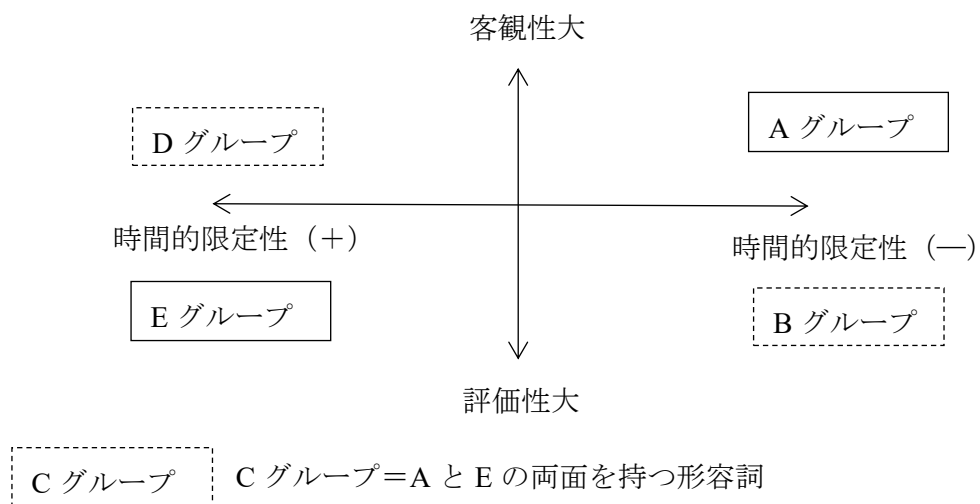 客観性大
D グループ
A グループ
時間的限定性（＋）
時間的限定性（―）
E グループ
B グループ
評価性大
C グループ
C グループ＝A と E の両面を持つ形容詞